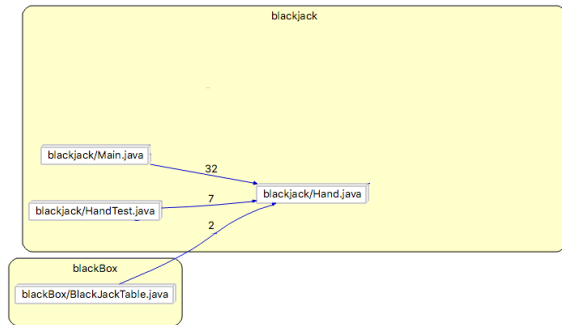 blackjack
blackjack/Main.java
32
blackjack/Hand.java
7
blackjack/HandTest.java
2
blackBox
blackBox/BlackJackTable.java